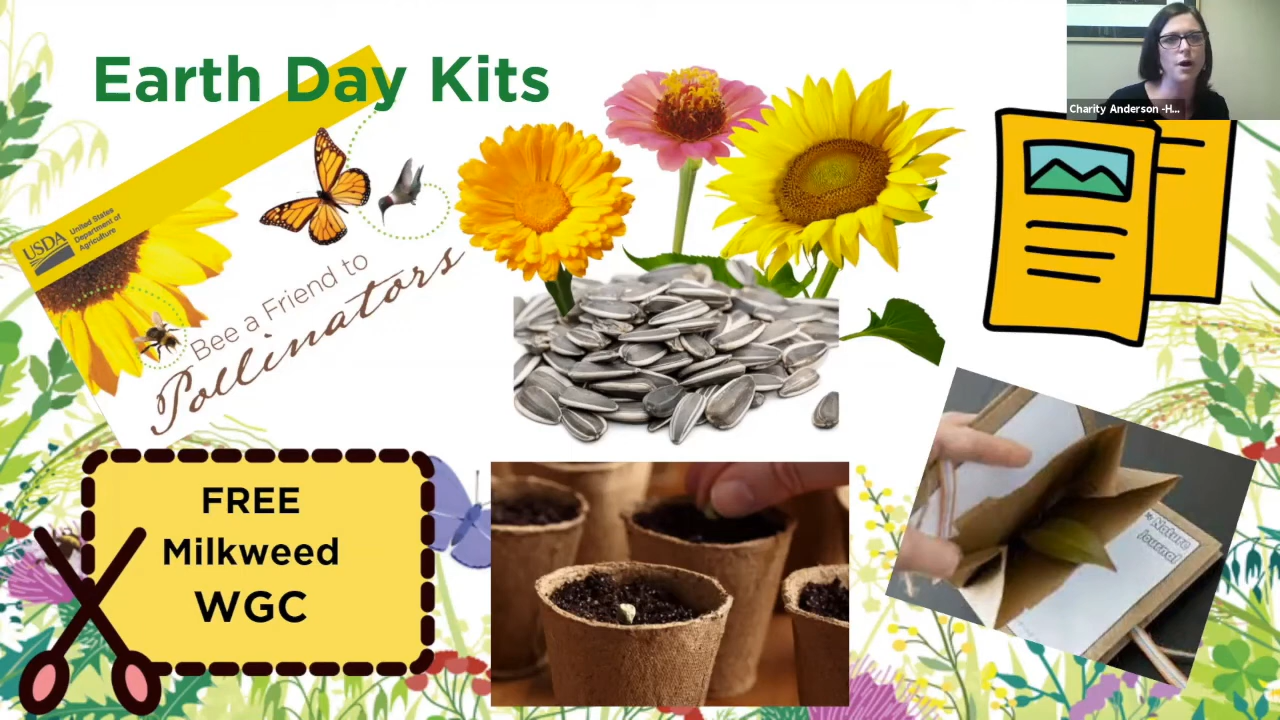 Earth Day Kits
Charity Anderson -H...
USDA
United States
Department of
Agriculture
Bee a Friend to
Pollinators
FREE
Milkweed
WGC
My Nature
Journal